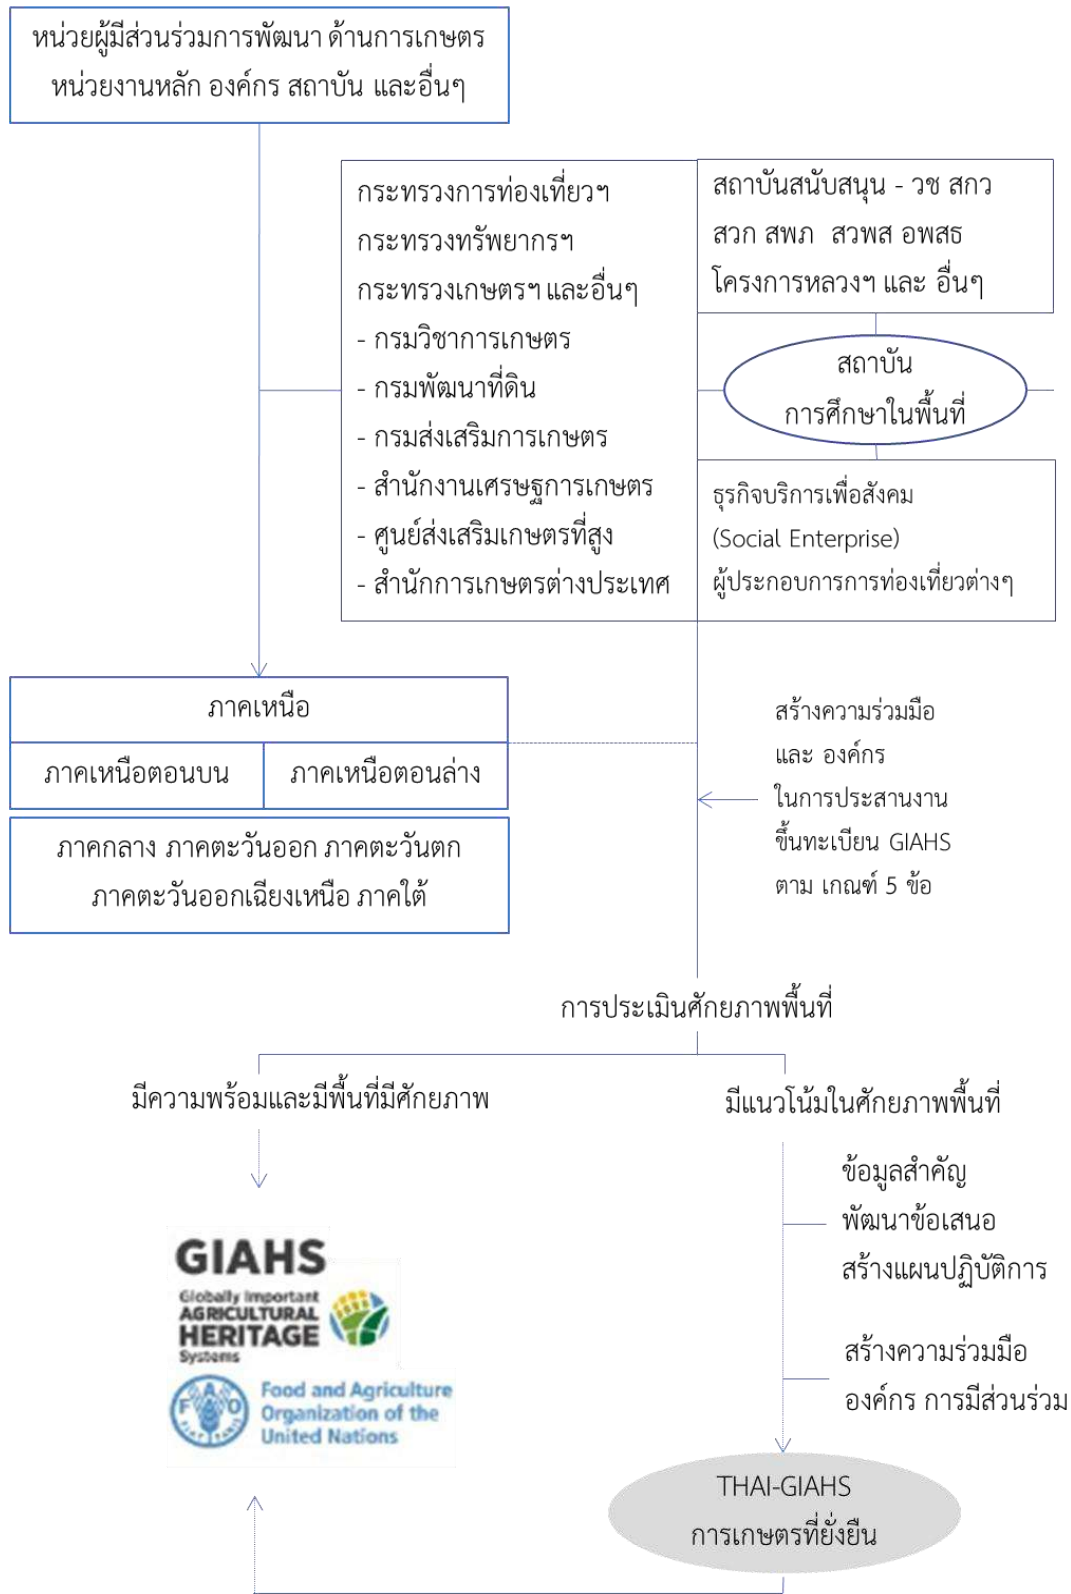 หน่วยผู้มีส่วนร่วมการพัฒนา ด้านการเกษตร
หน่วยงานหลัก องค์กร สถาบัน และอื่นๆ
กระทรวงการท่องเที่ยวฯ
กระทรวงทรัพยากรฯ
กระทรวงเกษตรฯ และอื่นๆ
- กรมวิชาการเกษตร
- กรมพัฒนาที่ดิน
- กรมส่งเสริมการเกษตร
- สำนักงานเศรษฐการเกษตร
- ศูนย์ส่งเสริมเกษตรที่สูง
- สำนักการเกษตรต่างประเทศ
สถาบันสนับสนุน - วช สกว
สวก สพภ สวพส อพสธ
โครงการหลวงฯ และ อื่นๆ
สถาบัน
การศึกษาในพื้นที่
ธุรกิจบริการเพื่อสังคม
(Social Enterprise)
ผู้ประกอบการการท่องเที่ยวต่างๆ
ภาคเหนือ
ภาคเหนือตอนบน
ภาคเหนือตอนล่าง
ภาคกลาง ภาคตะวันออก ภาคตะวันตก
ภาคตะวันออกเฉียงเหนือ ภาคใต้
สร้างความร่วมมือ
และ องค์กร
ในการประสานงาน
ขึ้นทะเบียน GIAHS
ตาม เกณฑ์ 5 ข้อ
การประเมินศักยภาพพื้นที่
มีความพร้อมและมีพื้นที่มีศักยภาพ
มีแนวโน้มในศักยภาพพื้นที่
ข้อมูลสำคัญ
พัฒนาข้อเสนอ
สร้างแผนปฏิบัติการ
สร้างความร่วมมือ
องค์กร การมีส่วนร่วม
GIAHS
Globally Important
AGRICULTURAL
HERITAGE
Systems
FAO
FIAT PANIS
Food and Agriculture
Organization of the
United Nations
THAI-GIAHS
การเกษตรที่ยั่งยืน